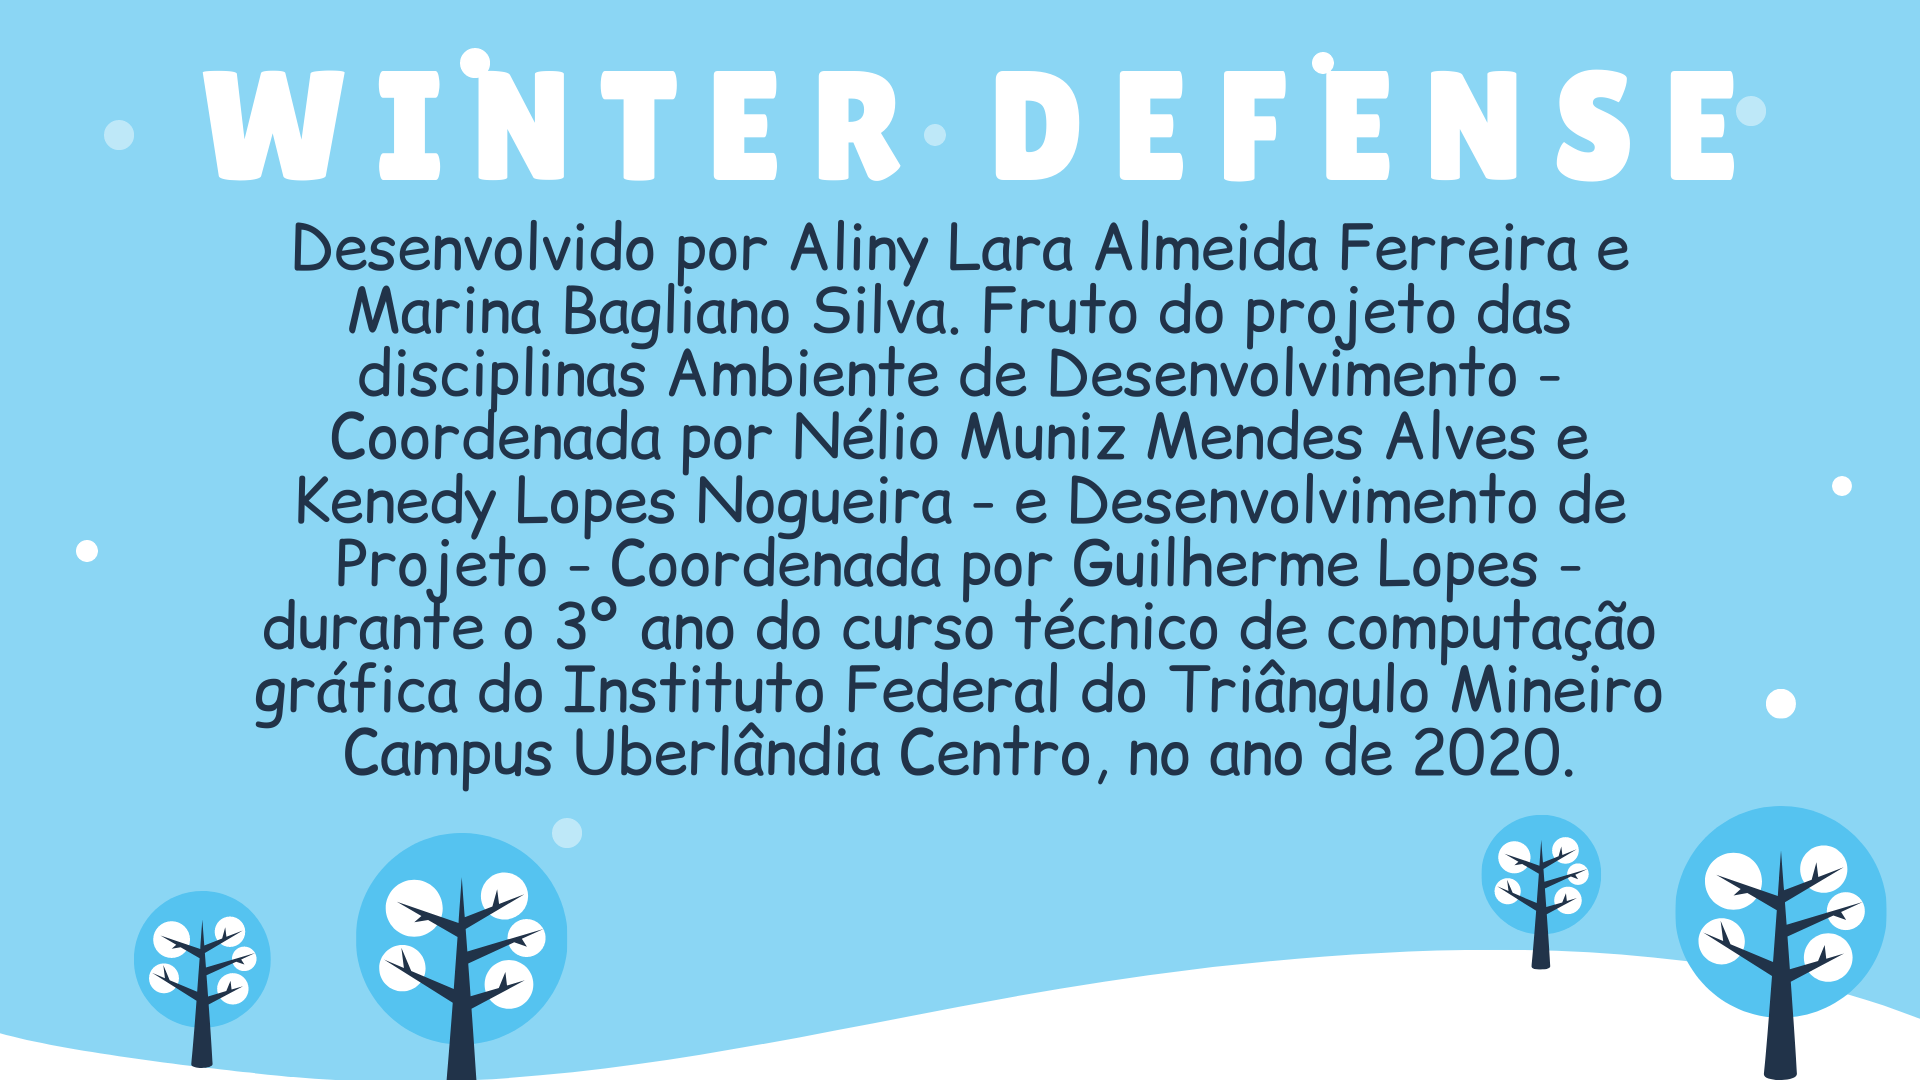 WINTER DEFENSE
Desenvolvido por Aliny Lara Almeida Ferreira e
Marina Bagliano Silva. Fruto do projeto das
disciplinas Ambiente de Desenvolvimento -
Coordenada por Nélio Muniz Mendes Alves e
Kenedy Lopes Nogueira - e Desenvolvimento de
Projeto - Coordenada por Guilherme Lopes -
durante o 3º ano do curso técnico de computação
gráfica do Instituto Federal do Triângulo Mineiro
Campus Uberlândia Centro, no ano de 2020.